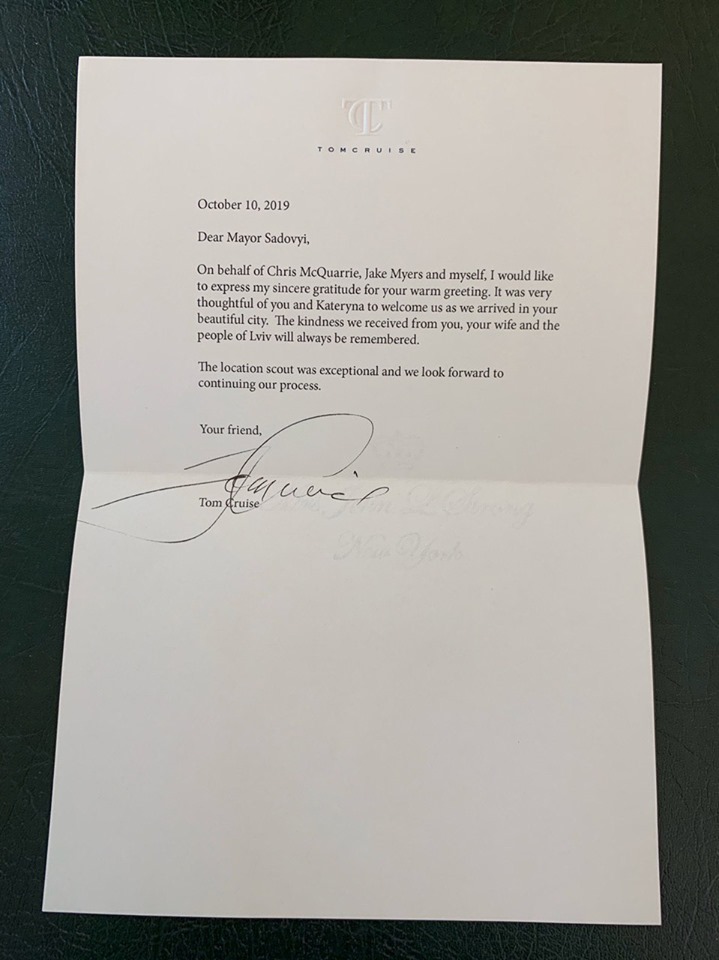 TC
TOMCRUISE
October 10, 2019
Dear Mayor Sadovyi,
On behalf of Chris McQuarrie, Jake Myers and myself, I would like
to express my sincere gratitude for your warm greeting. It was very
thoughtful of you and Kateryna to welcome us as we arrived in your
beautiful city.  The kindness we received from you, your wife and the
people of Lviv will always be remembered.
The location scout was exceptional and we look forward to
continuing our process.
Your friend,
Tom Cruise
New York